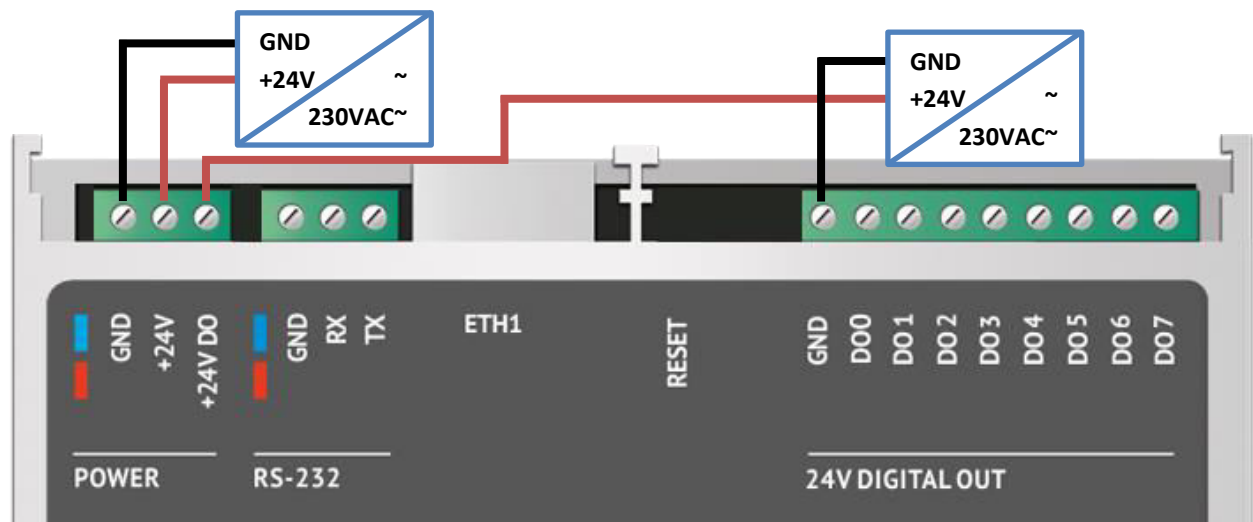 GND
+24V ~
230VAC~
GND
+24V ~
230VAC~
GND
+24V
+24V DO
GND
RX
TX
ETH1
RESET
GND
DO0
DO1
DO2
DO3
DO4
DO5
DO6
DO7
POWER
RS-232
24V DIGITAL OUT